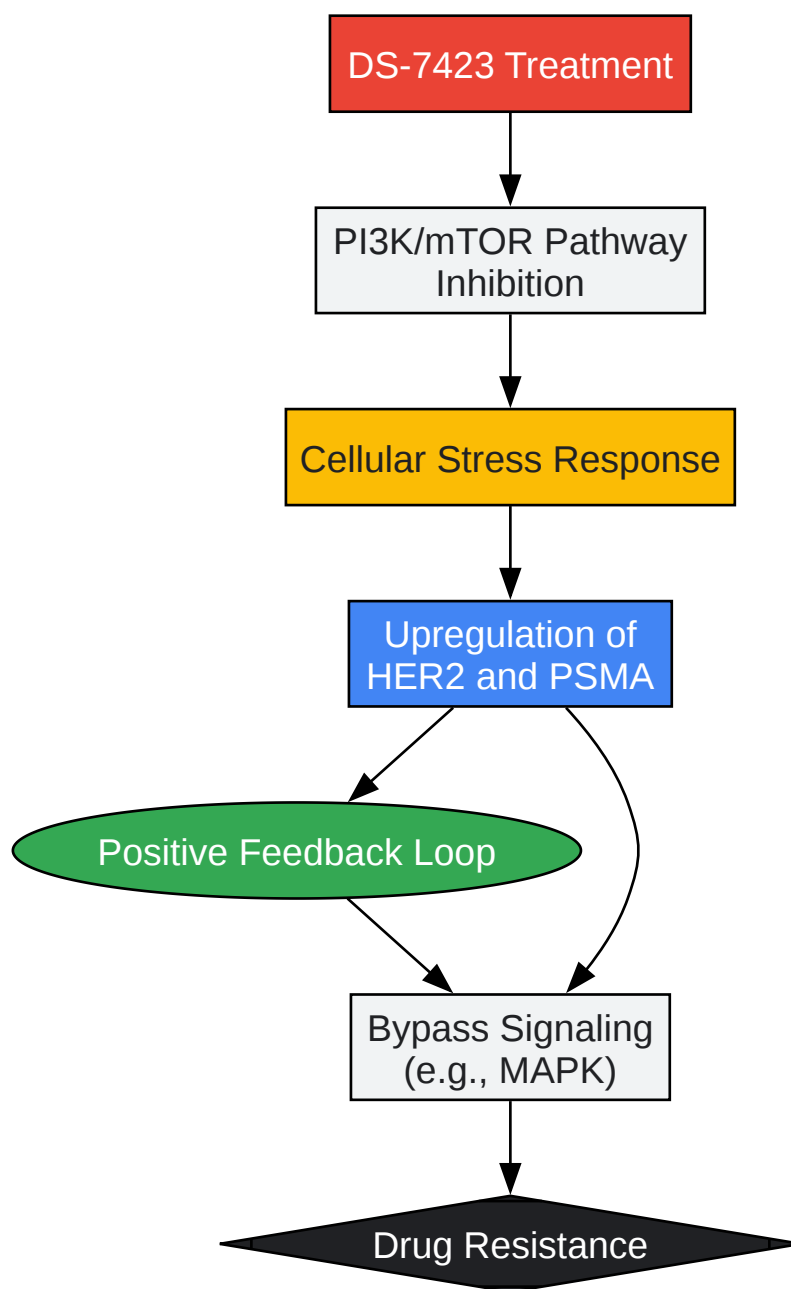 DS-7423 Treatment
PI3K/mTOR Pathway
Inhibition
Cellular Stress Response
Upregulation of
HER2 and PSMA
Positive Feedback Loop
Bypass Signaling
(e.g., MAPK)
Drug Resistance